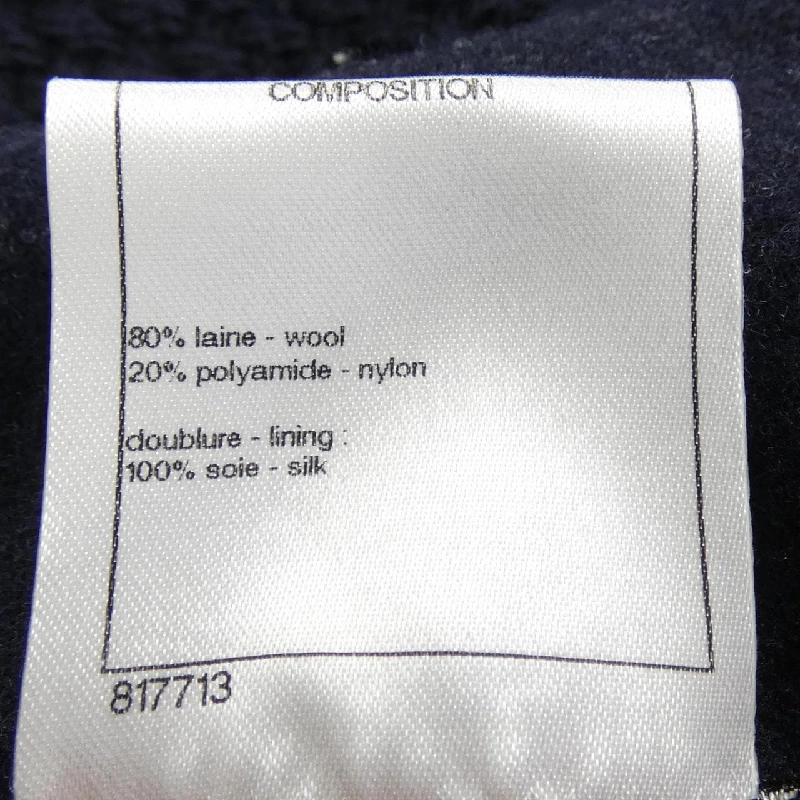 COMPOSITION
80% laine - wool
20% polyamide - nylon
doublure - lining :
100% soie - silk
817713